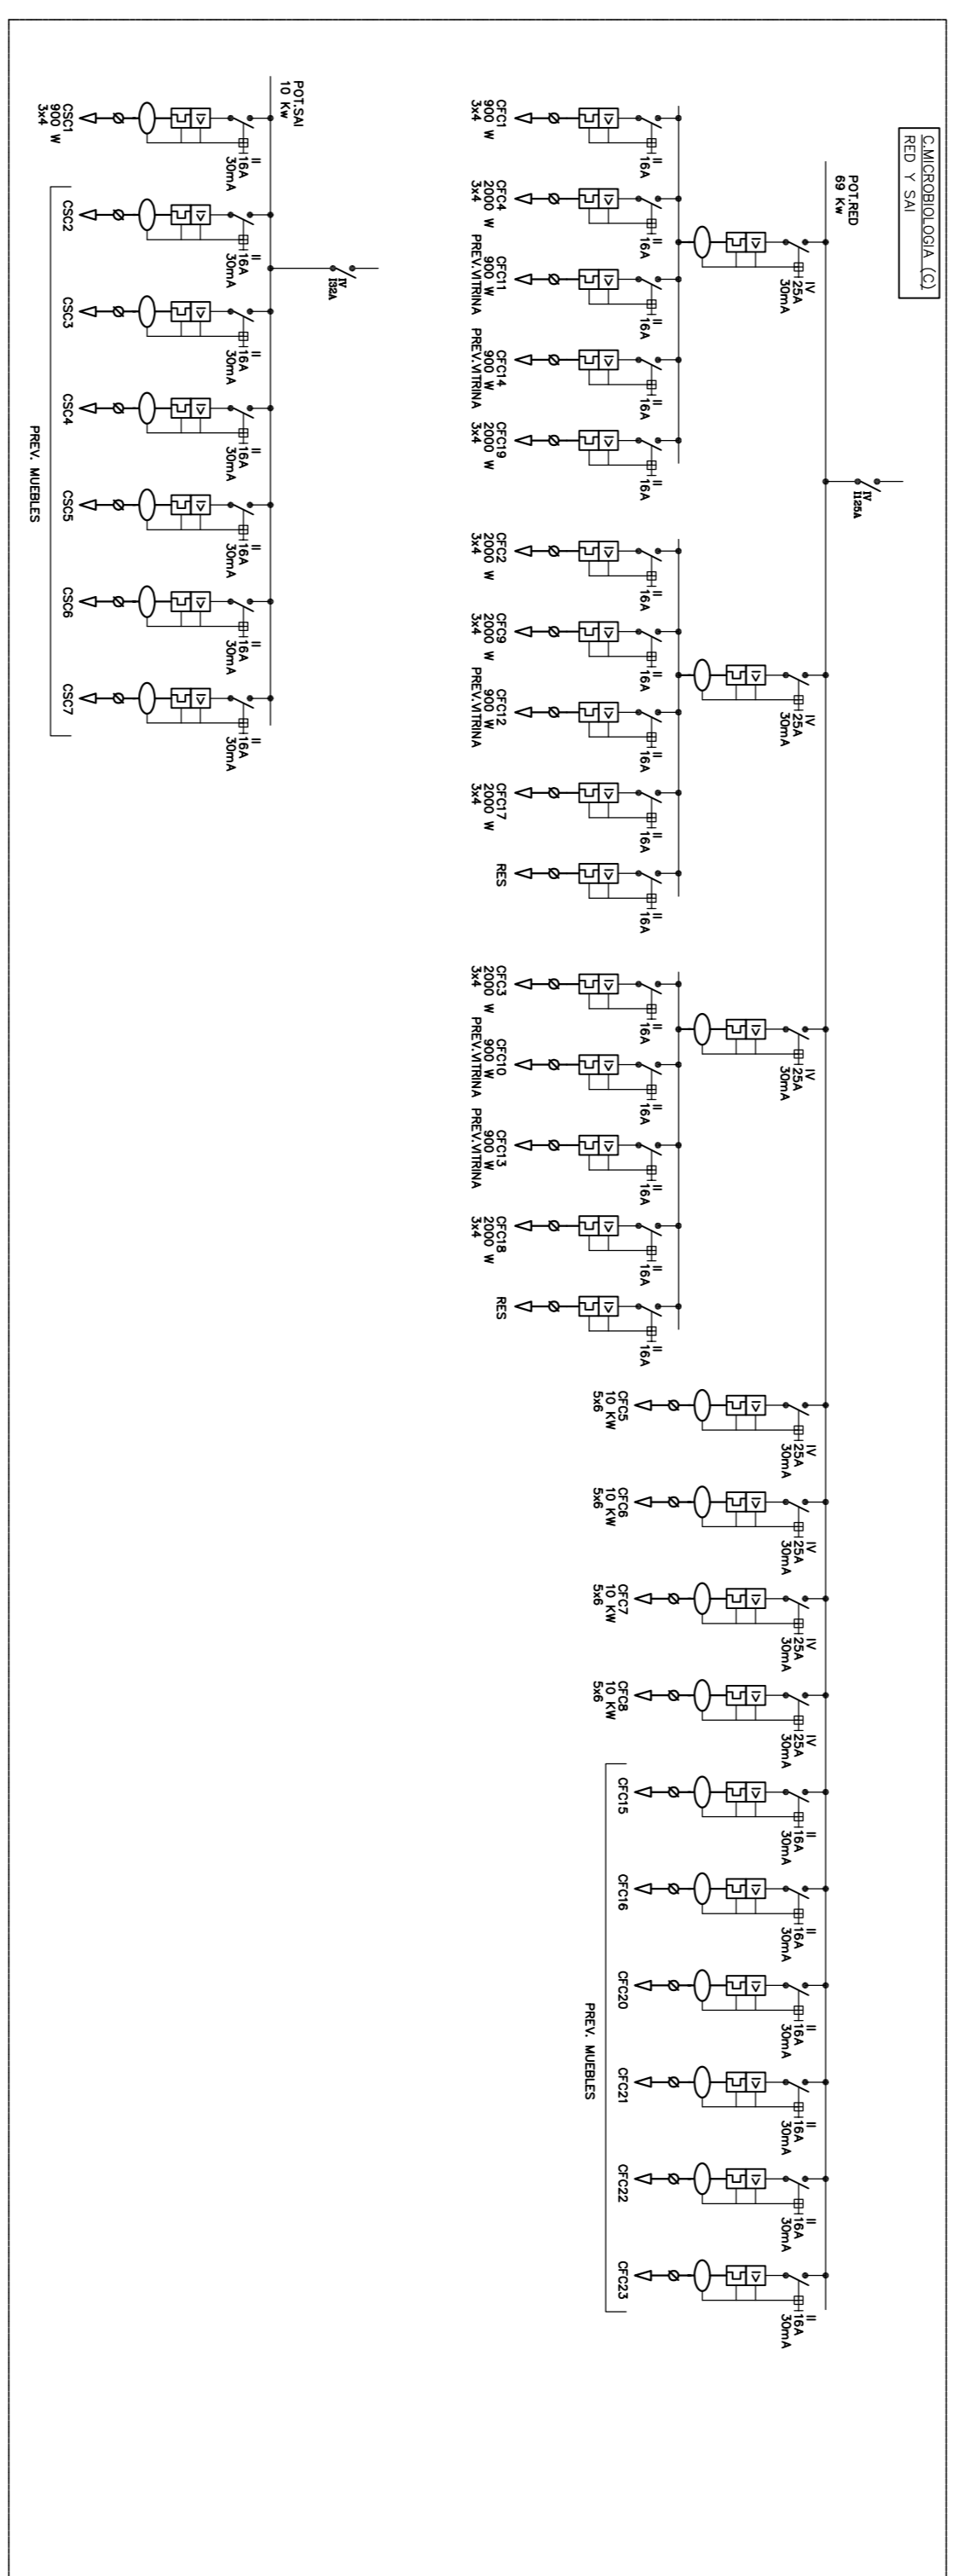 C.MICROBIOLOGIA (C)
RED Y SAI
POT.RED
69 Kw
IV
I125A
IV
25A
30mA
IV
25A
30mA
IV
25A
30mA
IV
25A
30mA
CFC5
10 KW
5x6
IV
25A
30mA
CFC6
10 KW
5x6
IV
25A
30mA
CFC7
10 KW
5x6
IV
25A
30mA
CFC8
10 KW
5x6
II
16A
30mA
CFC15
II
16A
30mA
CFC16
II
16A
30mA
CFC20
II
16A
30mA
CFC21
II
16A
30mA
CFC22
II
16A
30mA
CFC23
PREV. MUEBLES
II
16A
CFC1
900 W
3x4
II
16A
CFC4
2000 W
3x4
II
16A
CFC11
900 W
PREV.VITRINA
II
16A
CFC14
900 W
PREV.VITRINA
II
16A
CFC19
2000 W
3x4
II
16A
CFC2
2000 W
3x4
II
16A
CFC9
2000 W
3x4
II
16A
CFC12
900 W
PREV.VITRINA
II
16A
CFC17
2000 W
3x4
II
16A
RES
II
16A
CFC3
2000 W
3x4
II
16A
CFC10
900 W
PREV.VITRINA
II
16A
CFC13
900 W
PREV.VITRINA
II
16A
CFC18
2000 W
3x4
II
16A
RES
POT.SAI
10 Kw
IV
I32A
II
16A
30mA
CSC1
900 W
3x4
II
16A
30mA
CSC2
II
16A
30mA
CSC3
II
16A
30mA
CSC4
II
16A
30mA
CSC5
II
16A
30mA
CSC6
II
16A
30mA
CSC7
PREV. MUEBLES